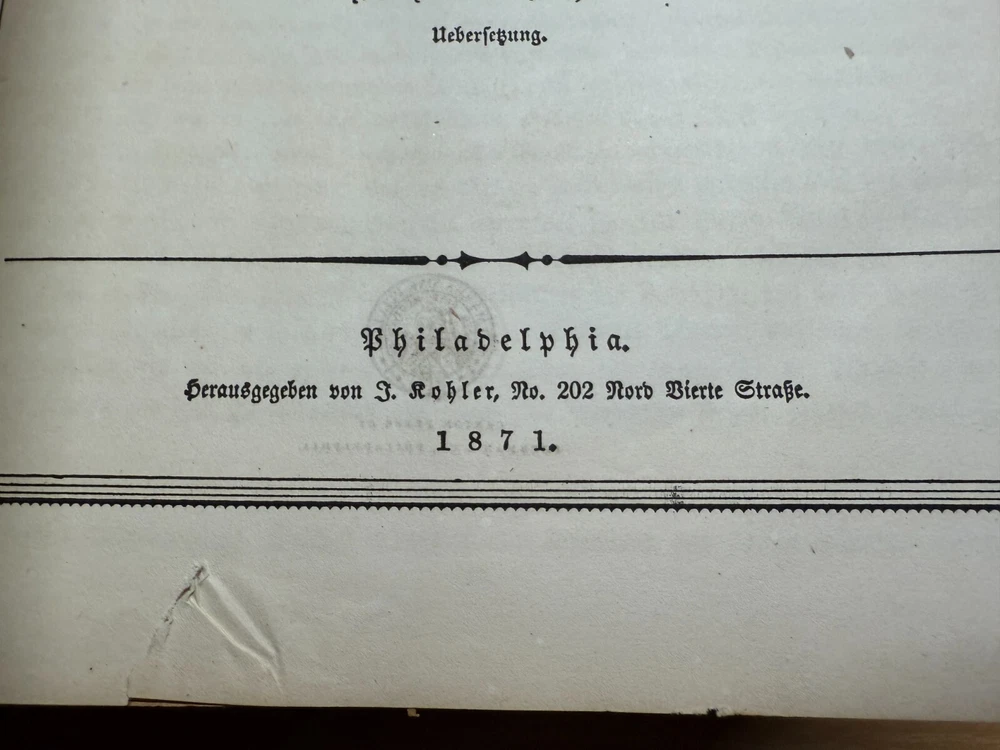 Uebersetzung.
Philadelphia.
Herausgegeben von J. Kohler, No. 202 Nord Vierte Straße.
1871.